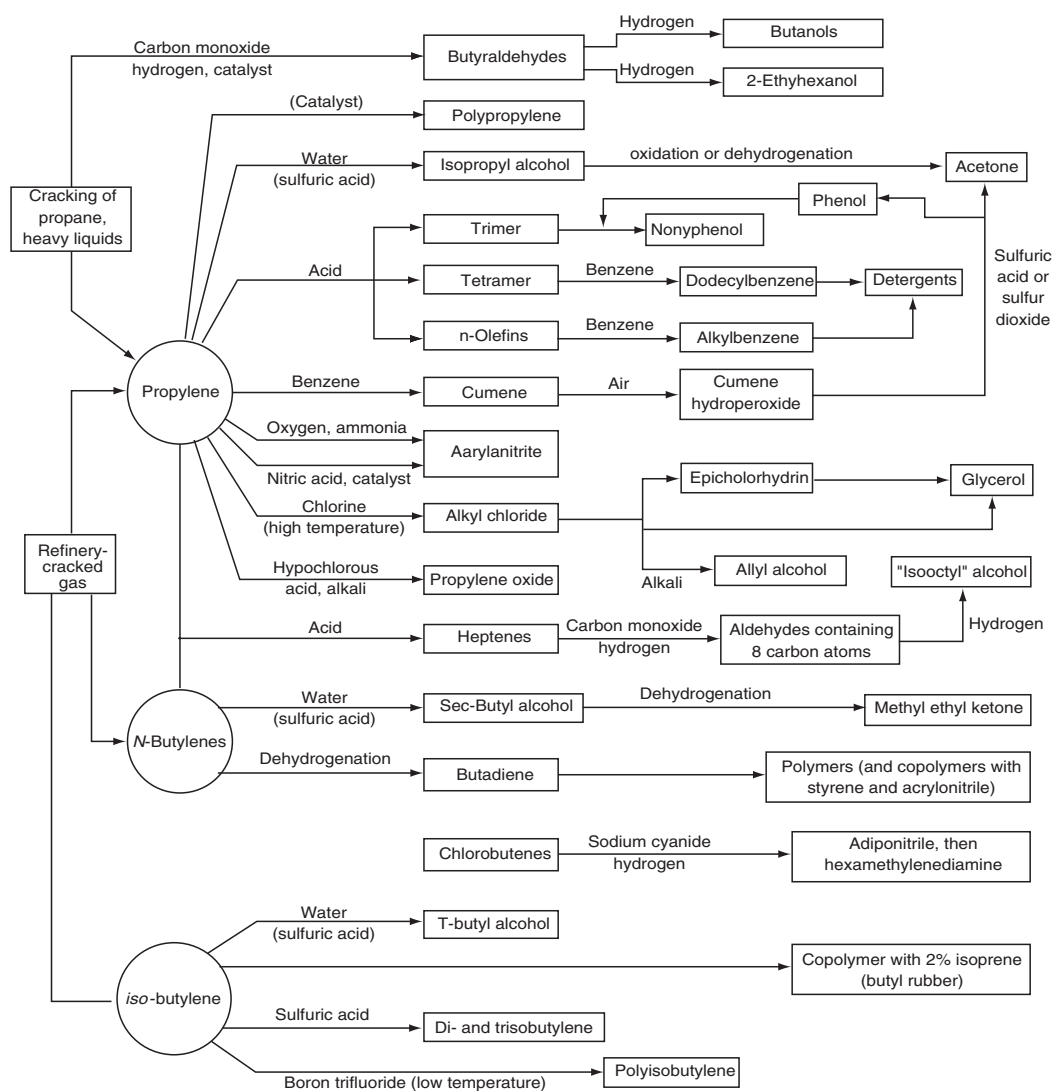 Carbon monoxide
hydrogen, catalyst
Butyraldehydes
Hydrogen
Butanols
Hydrogen
2-Ethyhexanol
(Catalyst)
Polypropylene
Water
(sulfuric acid)
Isopropyl alcohol
oxidation or dehydrogenation
Acetone
Cracking of
propane,
heavy liquids
Trimer
Phenol
Nonyphenol
Acid
Tetramer
Benzene
Dodecylbenzene
Detergents
Sulfuric
acid or
sulfur
dioxide
n-Olefins
Benzene
Alkylbenzene
Propylene
Benzene
Cumene
Air
Cumene
hydroperoxide
Oxygen, ammonia
Aarylanitrite
Nitric acid, catalyst
Chlorine
(high temperature)
Alkyl chloride
Epicholorhydrin
Glycerol
Refinery-
cracked
gas
Hypochlorous
acid, alkali
Propylene oxide
Alkali
Allyl alcohol
"Isooctyl" alcohol
Acid
Heptenes
Carbon monoxide
hydrogen
Aldehydes containing
8 carbon atoms
Hydrogen
N-Butylenes
Water
(sulfuric acid)
Sec-Butyl alcohol
Dehydrogenation
Methyl ethyl ketone
Dehydrogenation
Butadiene
Polymers (and copolymers with
styrene and acrylonitrile)
Chlorobutenes
Sodium cyanide
hydrogen
Adiponitrile, then
hexamethylenediamine
Water
(sulfuric acid)
T-butyl alcohol
iso-butylene
Copolymer with 2% isoprene
(butyl rubber)
Sulfuric acid
Di- and trisobutylene
Boron trifluoride (low temperature)
Polyisobutylene